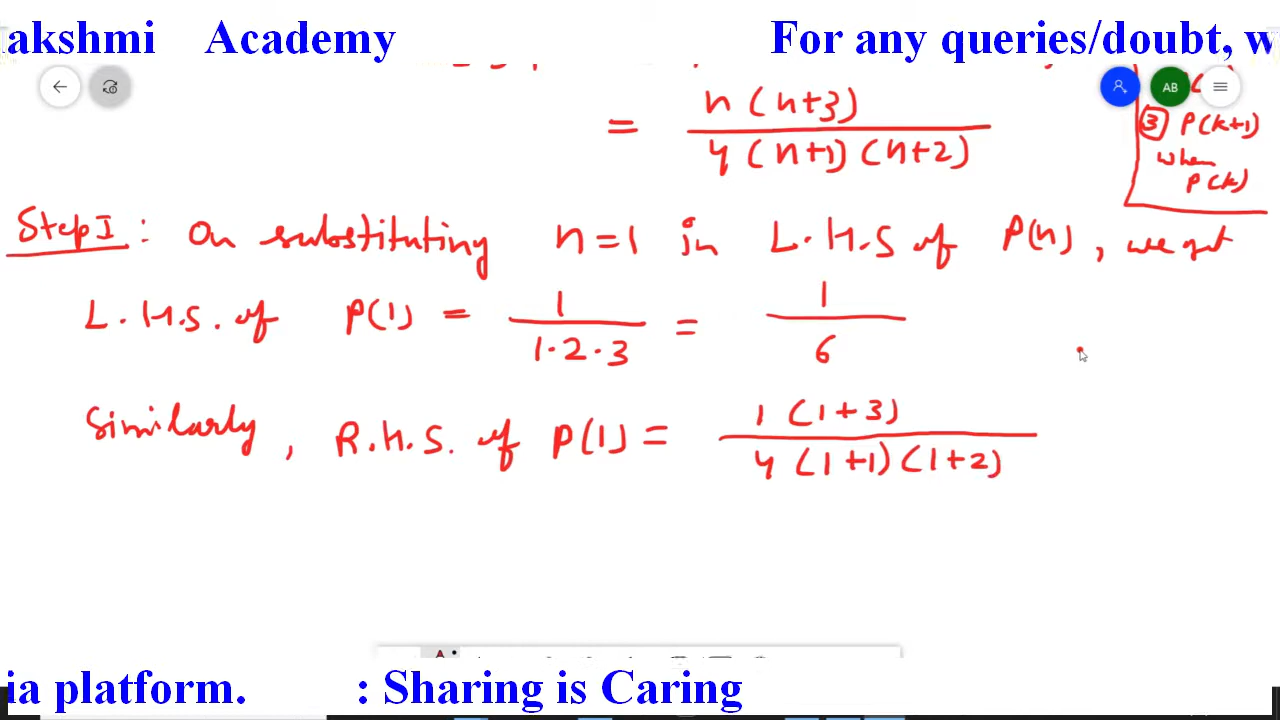 akshmi Academy For any queries/doubt, w
= n(n+3) / 4(n+1)(n+2)
③ P(k+1)
when
P(k)
AB
Step I : On substituting n=1 in L.H.S of P(n), we get
L.H.S. of P(1) = 1 / 1·2·3 = 1 / 6
Similarly, R.H.S. of P(1) = 1(1+3) / 4(1+1)(1+2)
ia platform. : Sharing is Caring